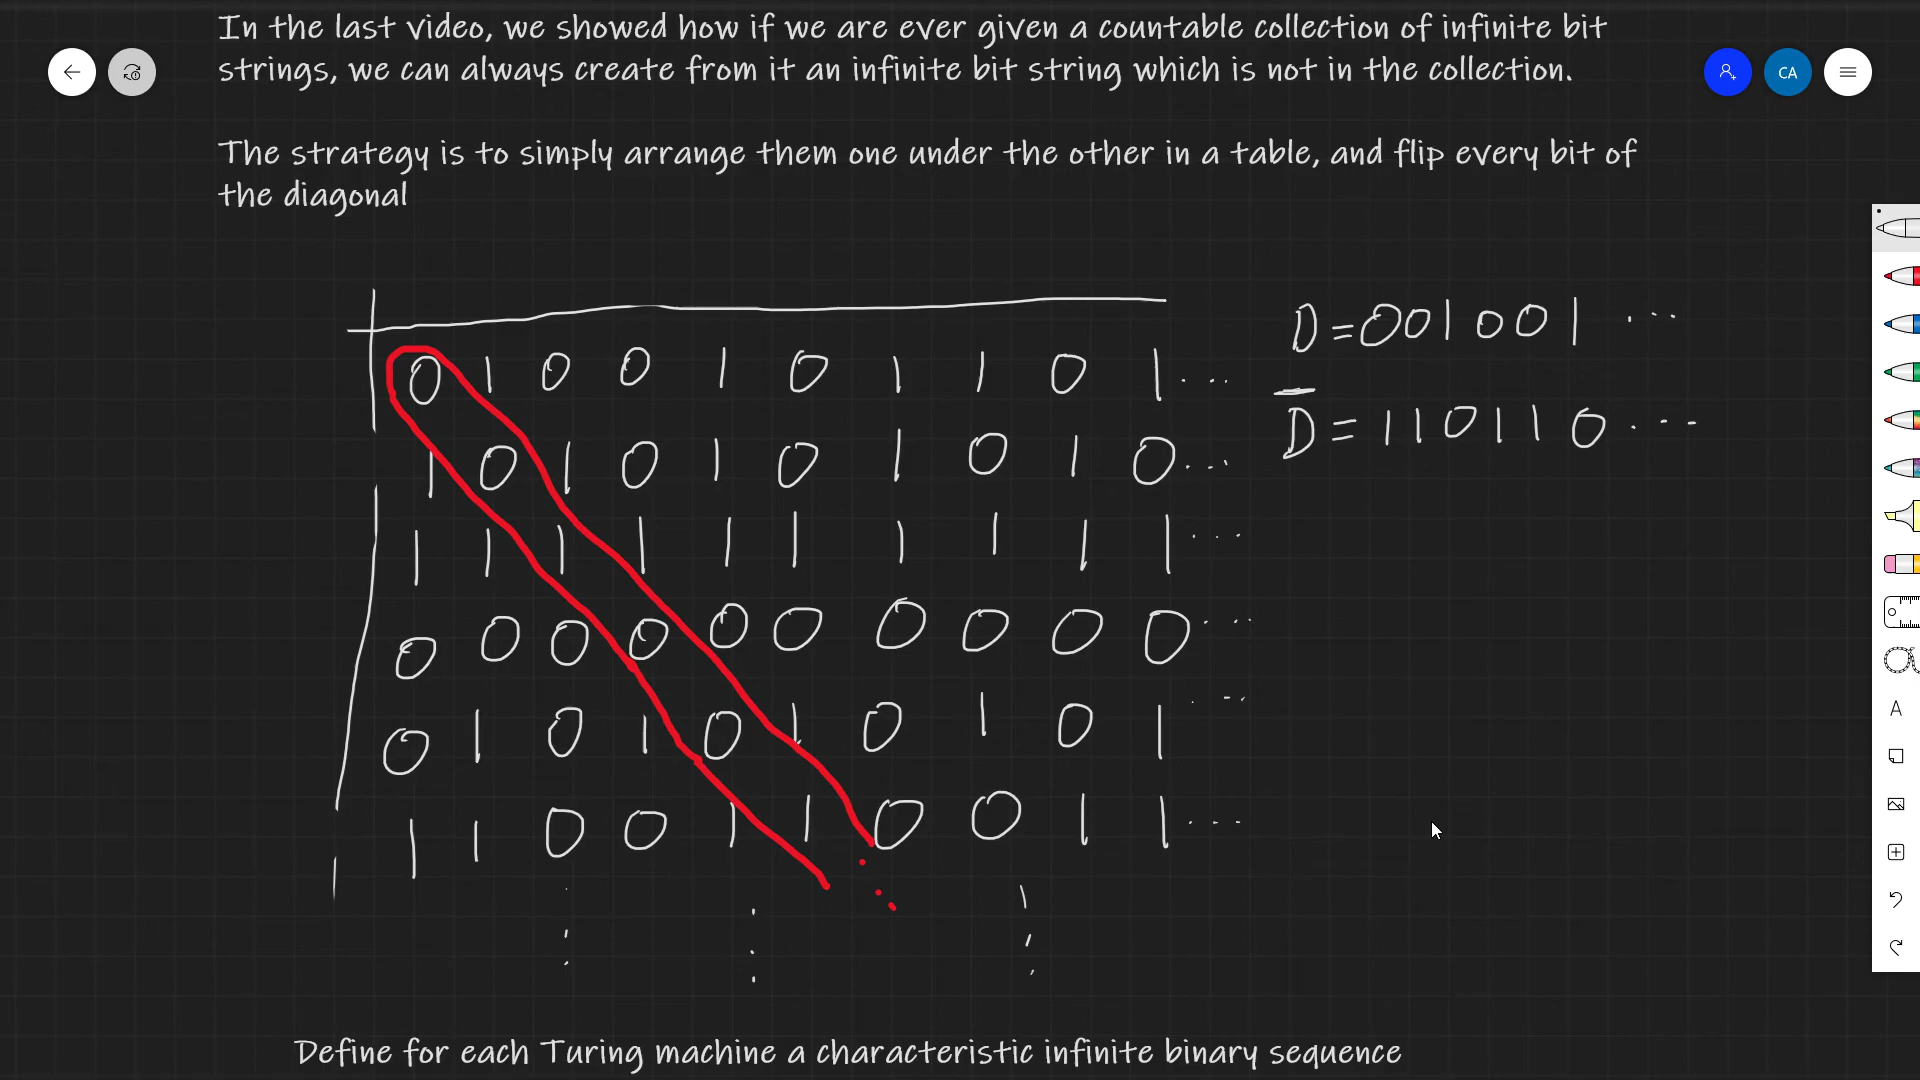 In the last video, we showed how if we are ever given a countable collection of infinite bit
strings, we can always create from it an infinite bit string which is not in the collection.
CA
The strategy is to simply arrange them one under the other in a table, and flip every bit of
the diagonal
D = 001001 ...
D̅ = 110110 ...
0 1 0 0 1 0 1 1 0 1 ...
1 0 1 0 1 0 1 0 1 0 ...
1 1 1 1 1 1 1 1 1 1 ...
0 0 0 0 0 0 0 0 0 0 ...
0 1 0 1 0 1 0 1 0 1 ...
1 1 0 0 1 1 0 0 1 1 ...
A
Define for each Turing machine a characteristic infinite binary sequence